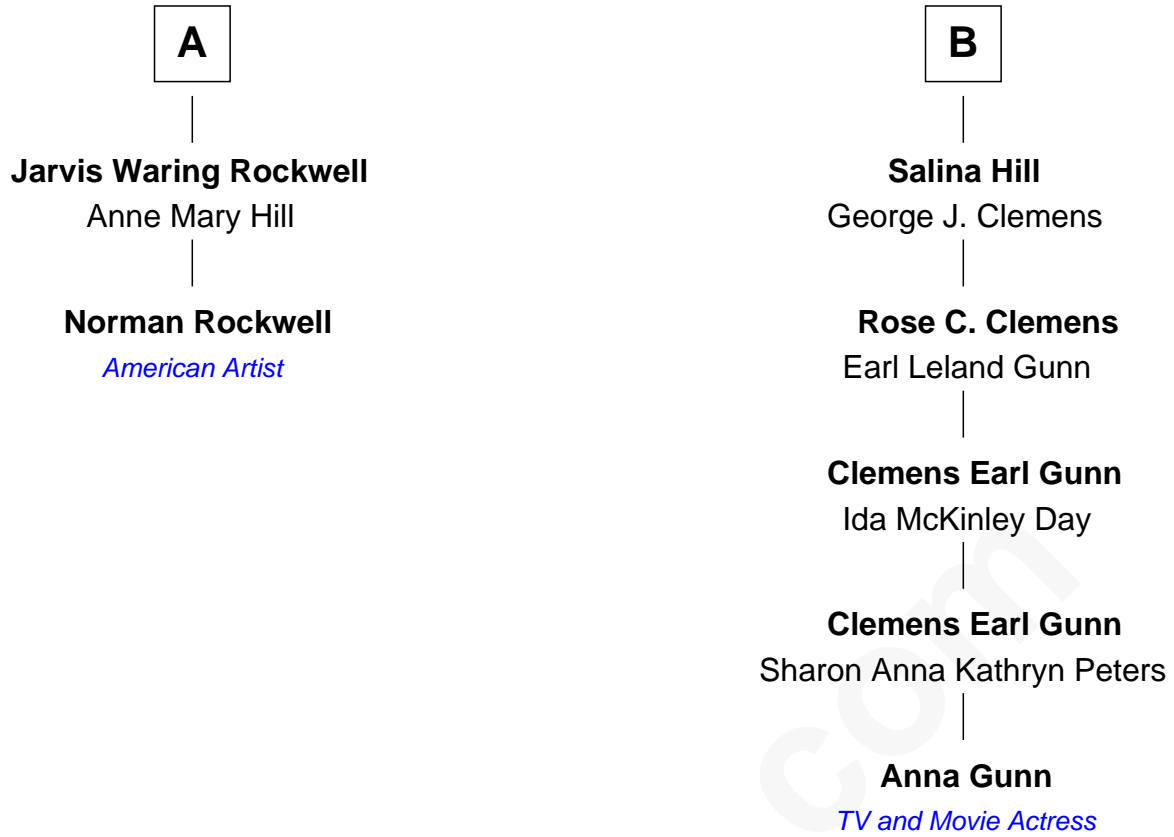 A
Jarvis Waring Rockwell
Anne Mary Hill
Norman Rockwell
American Artist
B
Salina Hill
George J. Clemens
Rose C. Clemens
Earl Leland Gunn
Clemens Earl Gunn
Ida McKinley Day
Clemens Earl Gunn
Sharon Anna Kathryn Peters
Anna Gunn
TV and Movie Actress
com